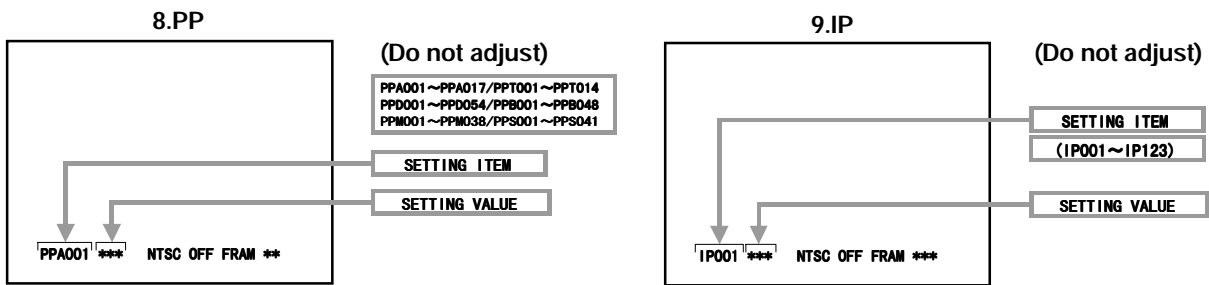 8.PP
(Do not adjust)
PPA001～PPA017/PPT001～PPT014
PPD001～PPD054/PPB001～PPB048
PPM001～PPM038/PPS001～PPS041
SETTING ITEM
SETTING VALUE
PPA001 *** NTSC OFF FRAM **
9.IP
(Do not adjust)
SETTING ITEM
(IP001～IP123)
SETTING VALUE
IP001 *** NTSC OFF FRAM ***